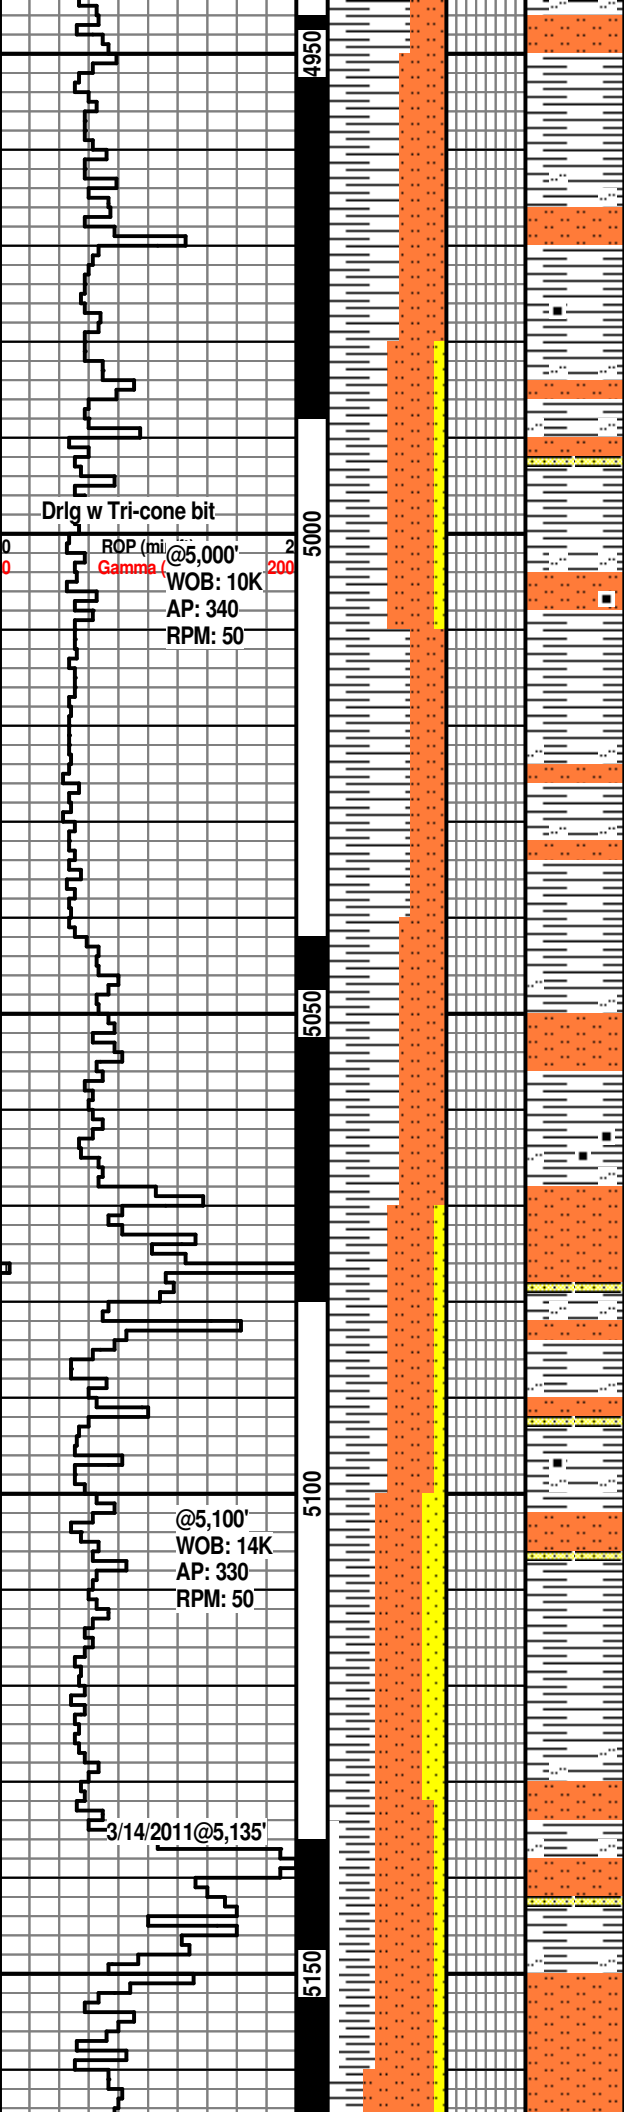 4950
Drlg w Tri-cone bit
5000
0 ROP 2
0 Gamma 200
@5,000'
WOB: 10K
AP: 340
RPM: 50
5050
5100
@5,100'
WOB: 14K
AP: 330
RPM: 50
3/14/2011@5,135'
5150